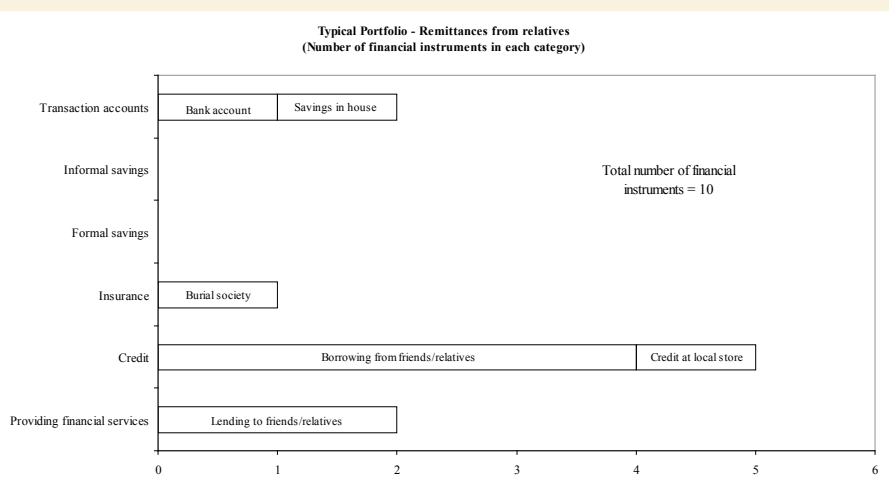 Typical Portfolio - Remittances from relatives
(Number of financial instruments in each category)
Transaction accounts
Bank account
Savings in house
Informal savings
Total number of financial
instruments = 10
Formal savings
Insurance
Burial society
Credit
Borrowing from friends/relatives
Credit at local store
Providing financial services
Lending to friends/relatives
0 1 2 3 4 5 6